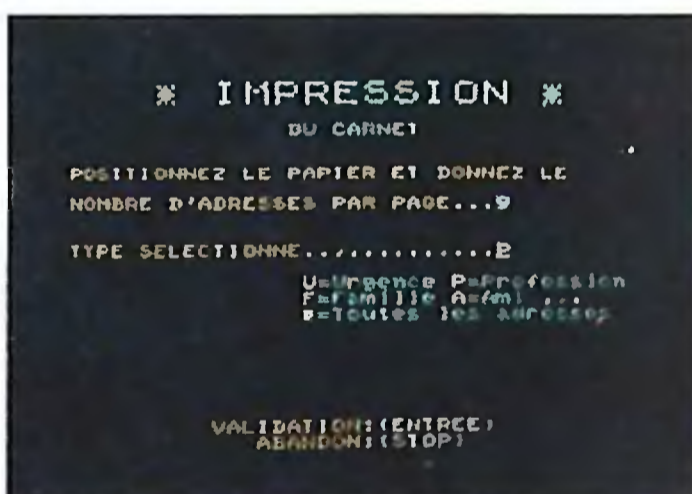 * IMPRESSION *
DU CARNET
POSITIONNEZ LE PAPIER ET DONNEZ LE
NOMBRE D'ADRESSES PAR PAGE...9
TYPE SELECTIONNE..............
U=Urgence P=Profession
F=Famille A=Ami ...
=Toutes les adresses
VALIDATION:(ENTREE)
ABANDON:(STOP)